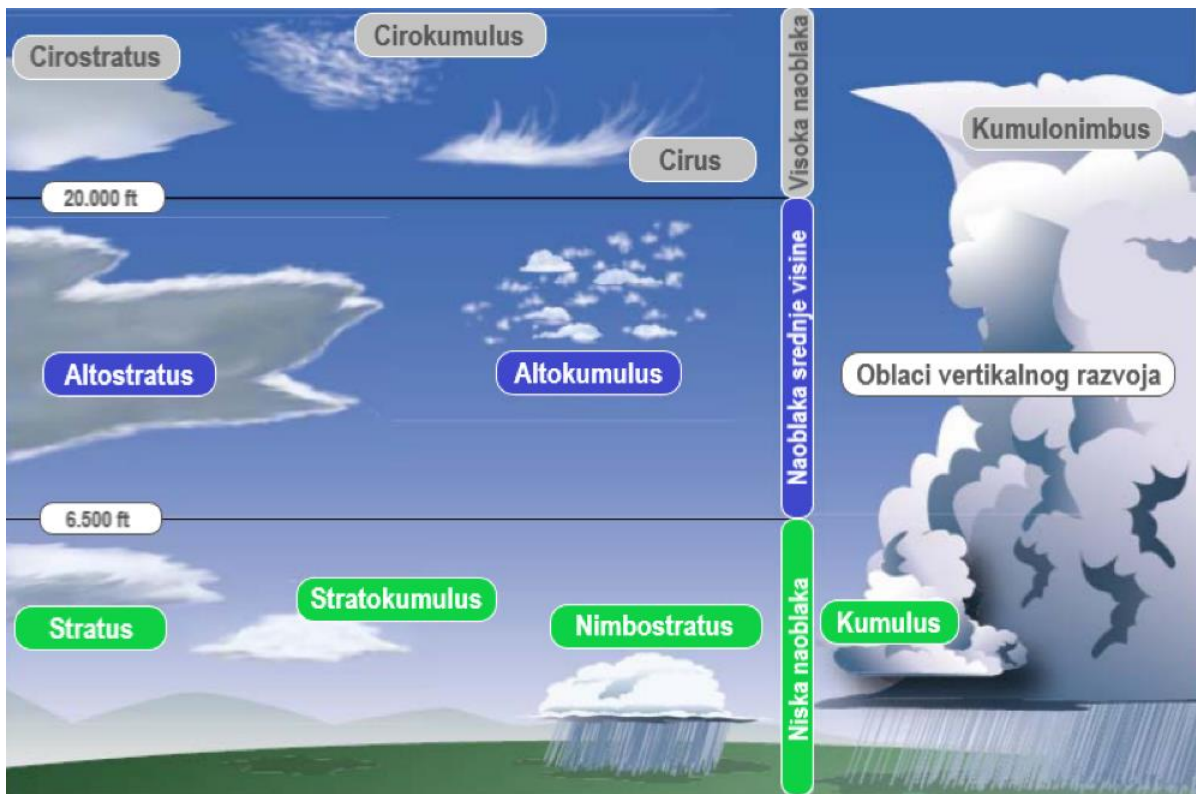 Cirostratus
Cirokumulus
Cirus
Visoka naoblaka
Kumulonimbus
20.000 ft
Altostratus
Altokumulus
Naoblaka srednje visine
Oblaci vertikalnog razvoja
6.500 ft
Stratus
Stratokumulus
Nimbostratus
Niska naoblaka
Kumulus